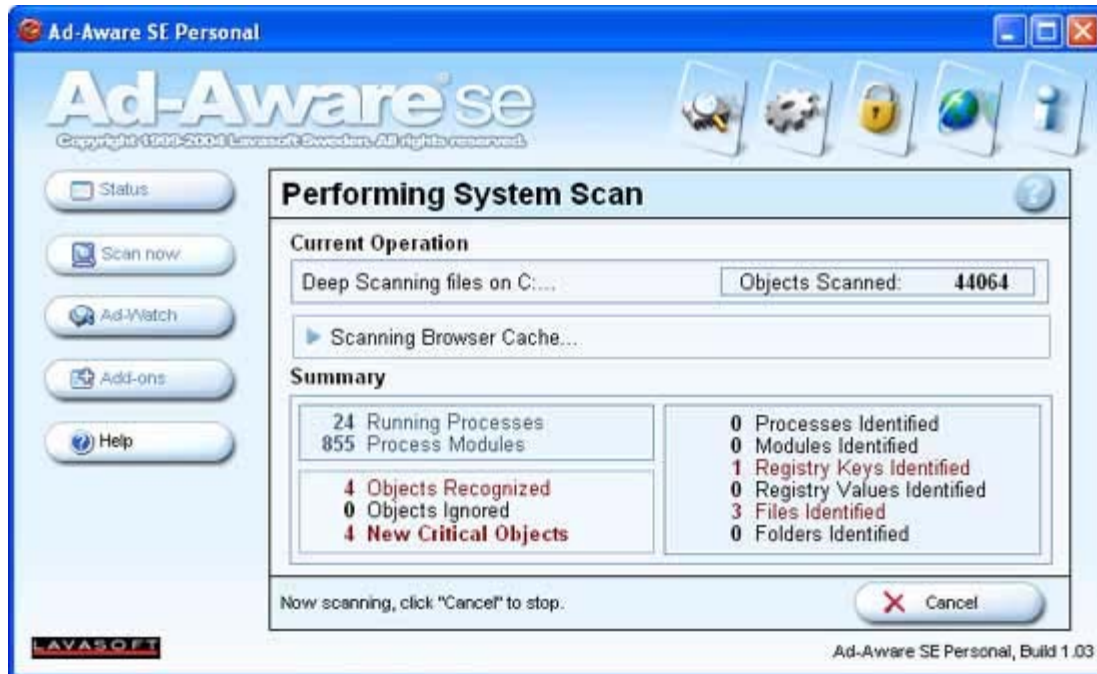 Ad-Aware SE Personal
Ad-Aware SE
Copyright 1999-2004 Lavasoft Sweden. All rights reserved.
Status
Scan now
Ad-Watch
Add-ons
Help
Performing System Scan
?
Current Operation
Deep Scanning files on C:...
Objects Scanned: 44064
Scanning Browser Cache...
Summary
24 Running Processes
855 Process Modules
4 Objects Recognized
0 Objects Ignored
4 New Critical Objects
0 Processes Identified
0 Modules Identified
1 Registry Keys Identified
0 Registry Values Identified
3 Files Identified
0 Folders Identified
Now scanning, click "Cancel" to stop.
Cancel
LAVASOFT
Ad-Aware SE Personal, Build 1.03